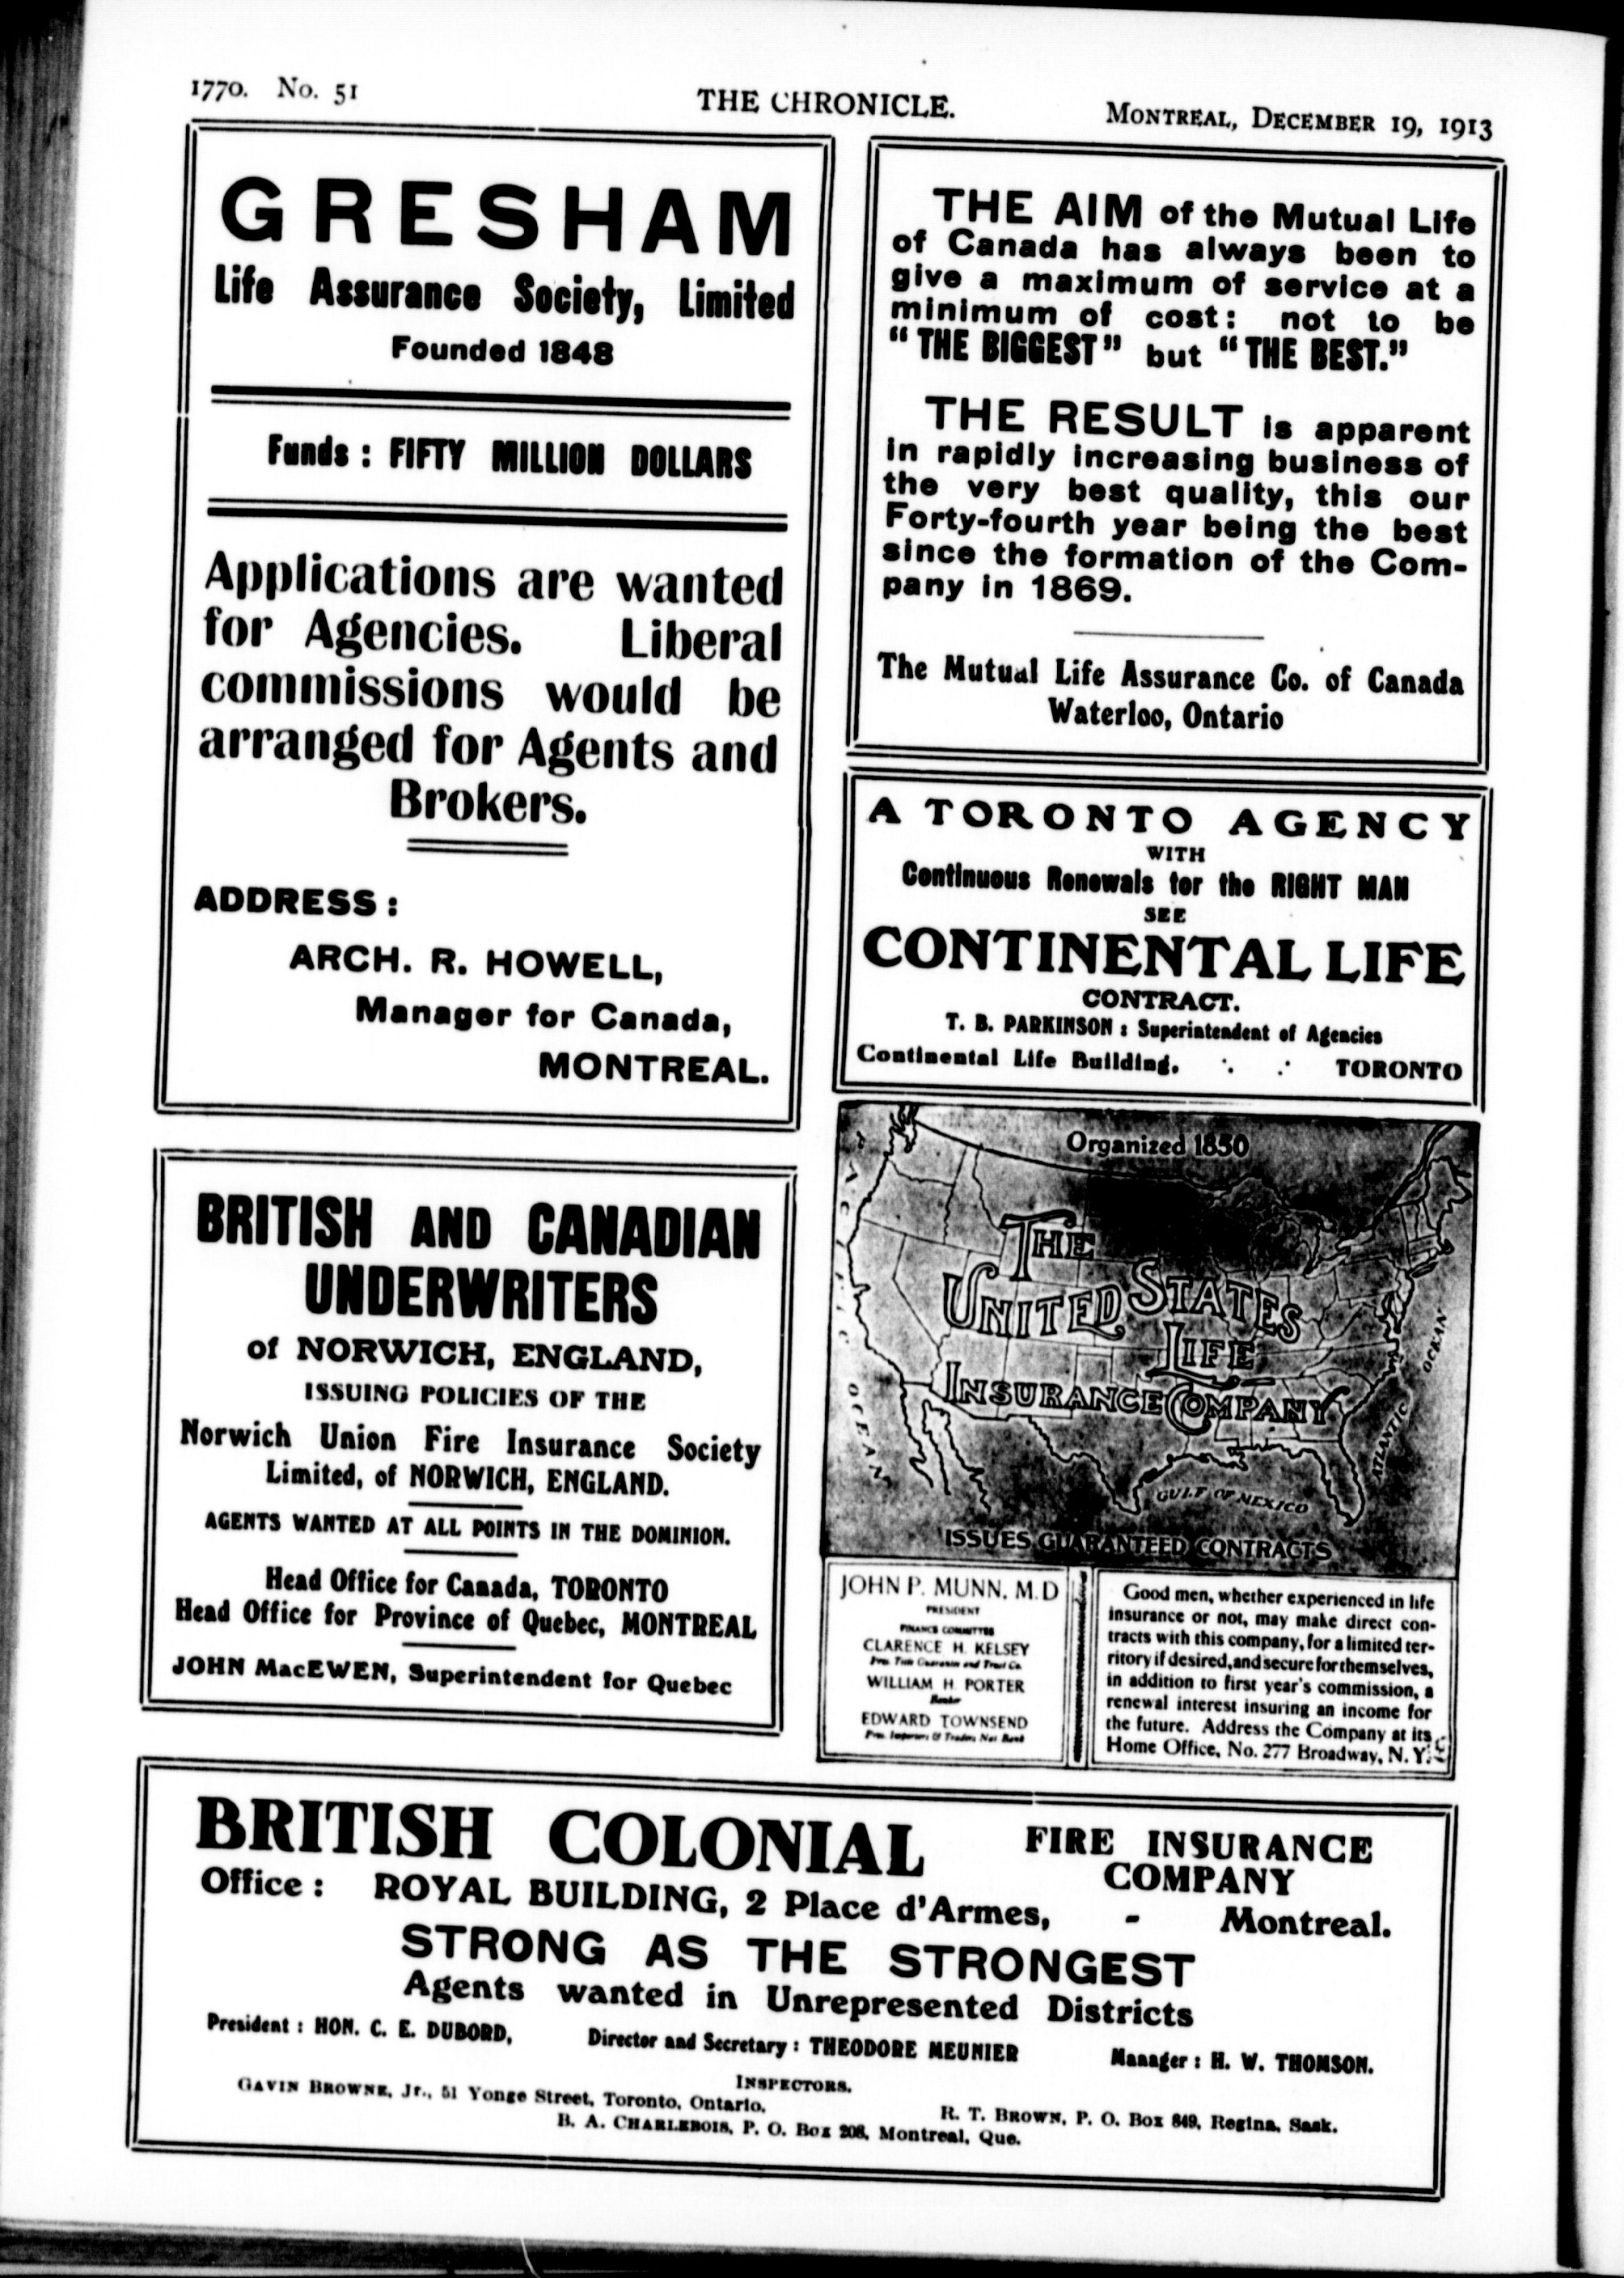 1770. No. 51
THE CHRONICLE.
MONTREAL, DECEMBER 19, 1913
GRESHAM
Life Assurance Society, Limited
Founded 1848
Funds : FIFTY MILLION DOLLARS
Applications are wanted
for Agencies. Liberal
commissions would be
arranged for Agents and
Brokers.
ADDRESS :
ARCH. R. HOWELL,
Manager for Canada,
MONTREAL.
THE AIM of the Mutual Life
of Canada has always been to
give a maximum of service at a
minimum of cost: not to be
"THE BIGGEST" but "THE BEST."
THE RESULT is apparent
in rapidly increasing business of
the very best quality, this our
Forty-fourth year being the best
since the formation of the Com-
pany in 1869.
The Mutual Life Assurance Co. of Canada
Waterloo, Ontario
A TORONTO AGENCY
WITH
Continuous Renewals for the RIGHT MAN
SEE
CONTINENTAL LIFE
CONTRACT.
T. B. PARKINSON : Superintendent of Agencies
Continental Life Building. TORONTO
BRITISH AND CANADIAN
UNDERWRITERS
of NORWICH, ENGLAND,
ISSUING POLICIES OF THE
Norwich Union Fire Insurance Society
Limited, of NORWICH, ENGLAND.
AGENTS WANTED AT ALL POINTS IN THE DOMINION.
Head Office for Canada, TORONTO
Head Office for Province of Quebec, MONTREAL
JOHN MacEWEN, Superintendent for Quebec
Organized 1850
THE
UNITED STATES
LIFE
INSURANCE COMPANY
OCEAN
ATLANTIC OCEAN
GULF OF MEXICO
ISSUES GUARANTEED CONTRACTS
JOHN P. MUNN, M.D
PRESIDENT
FINANCE COMMITTEE
CLARENCE H. KELSEY
Pres. Title Guarantee and Trust Co.
WILLIAM H. PORTER
Banker
EDWARD TOWNSEND
Pres. Importers & Traders Nat Bank
Good men, whether experienced in life
insurance or not, may make direct con-
tracts with this company, for a limited ter-
ritory if desired, and secure for themselves,
in addition to first year's commission, a
renewal interest insuring an income for
the future. Address the Company at its
Home Office, No. 277 Broadway, N. Y.
BRITISH COLONIAL FIRE INSURANCE
COMPANY
Office : ROYAL BUILDING, 2 Place d'Armes, - Montreal.
STRONG AS THE STRONGEST
Agents wanted in Unrepresented Districts
President : HON. C. E. DUBORD, Director and Secretary : THEODORE MEUNIER Manager : H. W. THOMSON.
INSPECTORS.
GAVIN BROWNE, Jr., 51 Yonge Street, Toronto, Ontario. R. T. BROWN, P. O. Box 849, Regina, Sask.
B. A. CHARLEBOIS, P. O. Box 208, Montreal, Que.